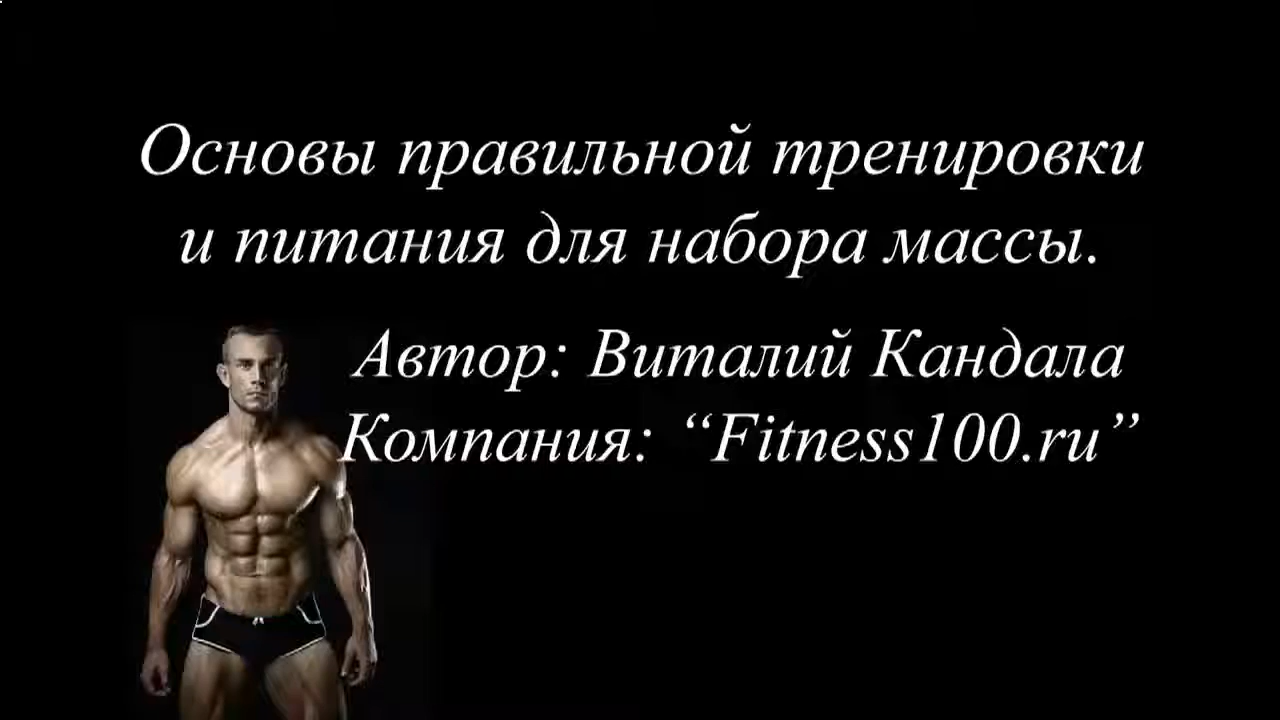 Основы правильной тренировки
и питания для набора массы.
Автор: Виталий Кандала
Компания: “Fitness100.ru”